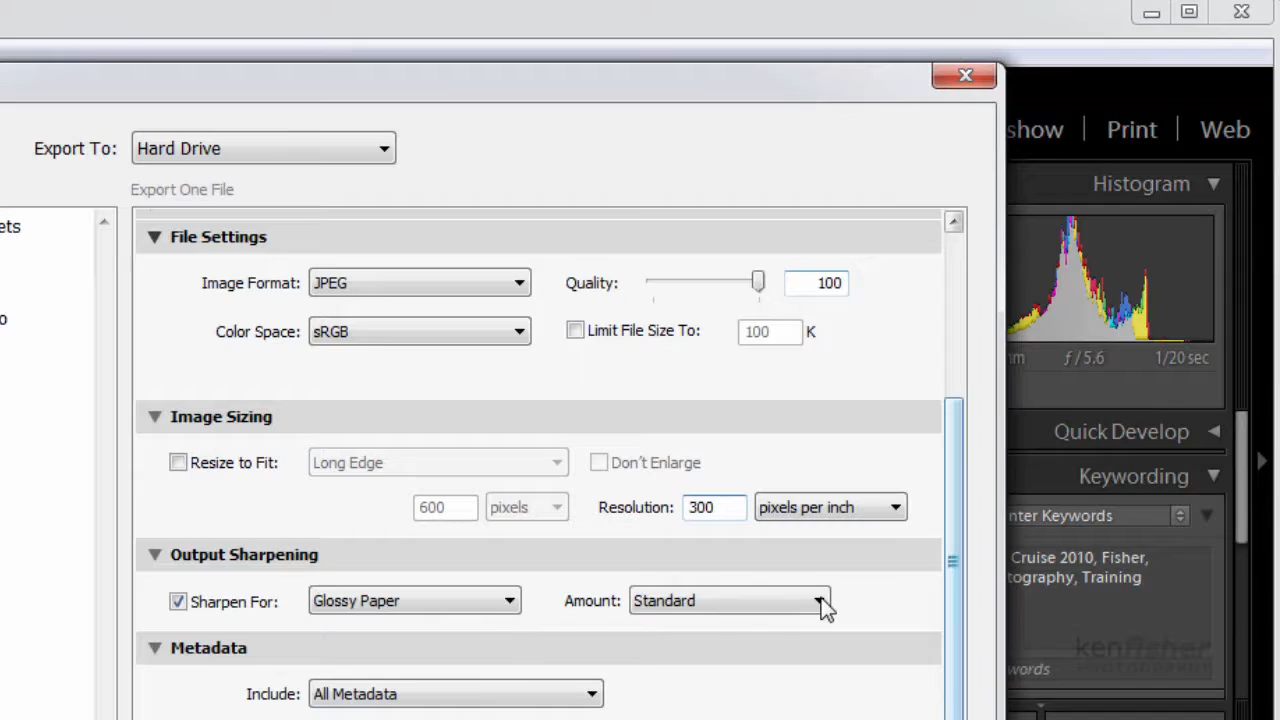 show | Print | Web
Export To: Hard Drive
Histogram
Export One File
ets
File Settings
Image Format: JPEG Quality: 100
o
Color Space: sRGB Limit File Size To: 100 K
mm ƒ / 5.6 1/20 sec
Image Sizing
Quick Develop
Resize to Fit: Long Edge Don't Enlarge
Keywording
600 pixels Resolution: 300 pixels per inch
nter Keywords
Output Sharpening
Cruise 2010, Fisher,
tography, Training
Sharpen For: Glossy Paper Amount: Standard
Metadata
kenfisher
PHOTOGRAPHY
words
Include: All Metadata